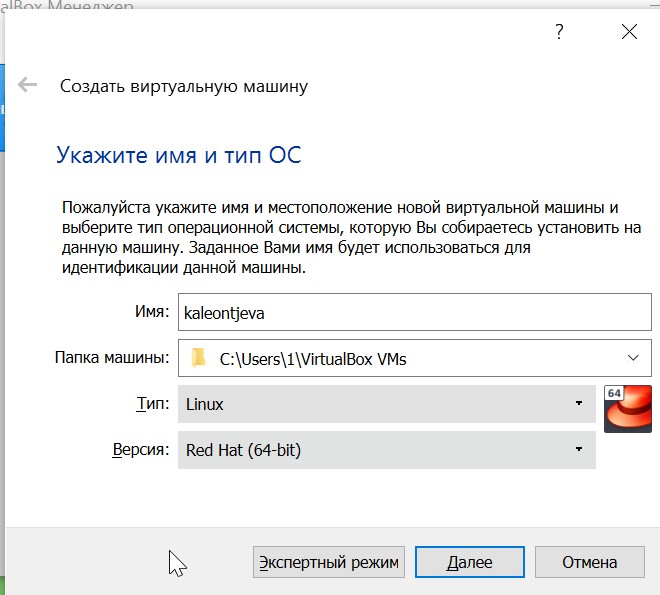 ?
Создать виртуальную машину
Укажите имя и тип ОС
Пожалуйста укажите имя и местоположение новой виртуальной машины и
выберите тип операционной системы, которую Вы собираетесь установить на
данную машину. Заданное Вами имя будет использоваться для
идентификации данной машины.
Имя: kaleontjeva
Папка машины: C:\Users\1\VirtualBox VMs
Тип: Linux
64
Версия: Red Hat (64-bit)
Экспертный режим Далее Отмена